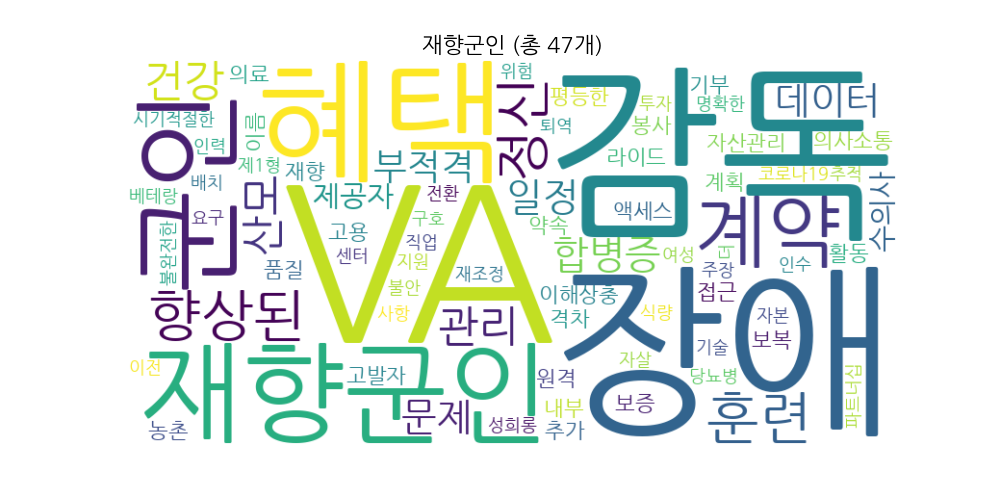 재향군인 (총 47개)
건강
의료
혜택
위험
감독
시기적절한
군인
이름
정신
평등한
투자
기부
명확한
데이터
인력
제1형
재향
부적격
퇴역
봉사
라이드
자산관리
의사소통
베테랑
배치
산모
제공자
전환
일정
액세스
계획
코로나19추적
수의사
요구
VA
구호
약속
계약
불완전한
고용
직업
합병증
여성
더
활동
품질
센터
지원
재조정
주장
인수
향상된
불안
이해상충
접근
장애
사항
관리
격차
식량
자본
기술
보복
이전
재향군인
고발자
원격
자살
당뇨병
파트너십
농촌
문제
성희롱
내부
추가
보증
훈련